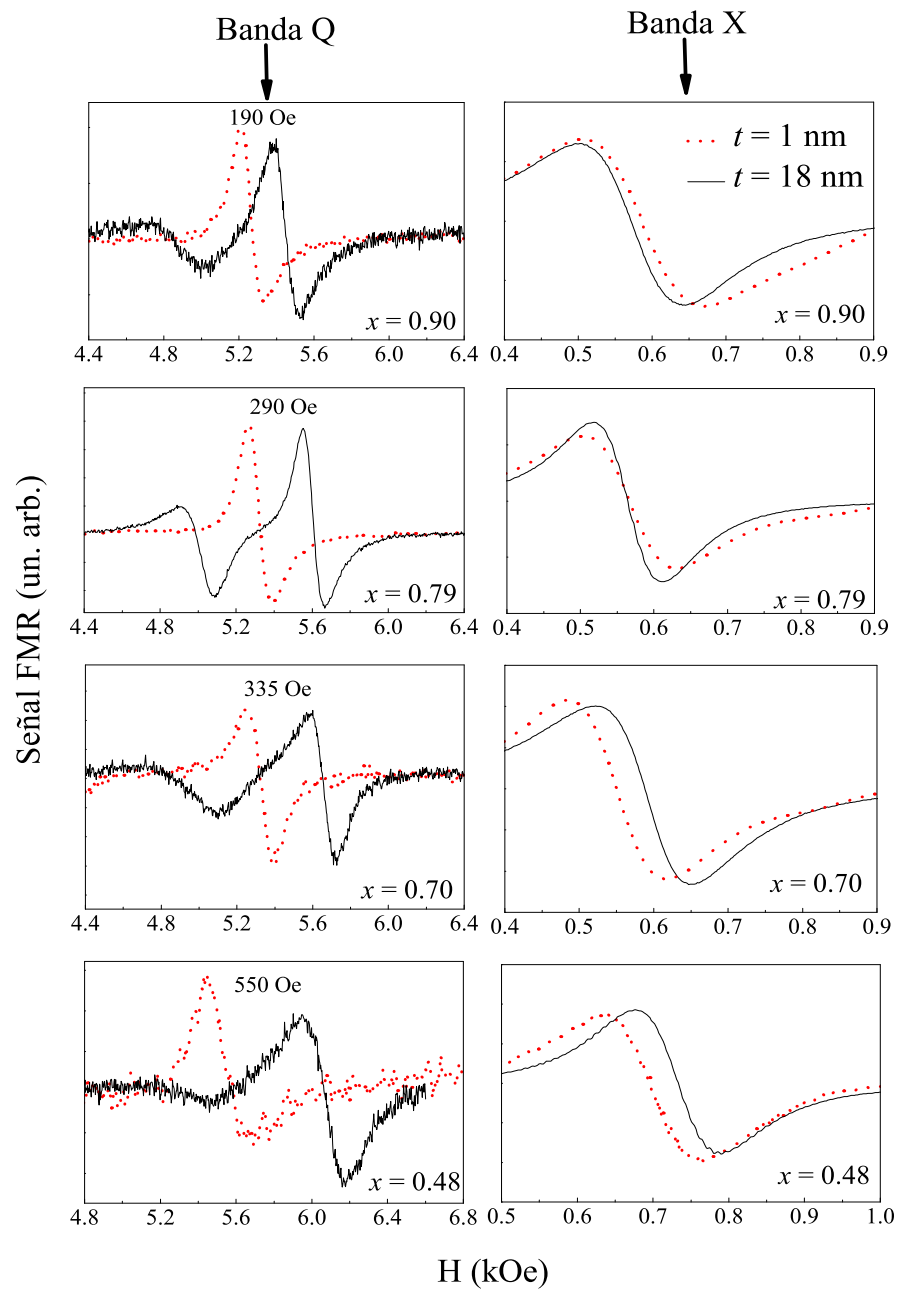 Banda Q
Banda X
190 Oe
x = 0.90
4.4 4.8 5.2 5.6 6.0 6.4
t = 1 nm
t = 18 nm
x = 0.90
0.4 0.5 0.6 0.7 0.8 0.9
290 Oe
x = 0.79
4.4 4.8 5.2 5.6 6.0 6.4
x = 0.79
0.4 0.5 0.6 0.7 0.8 0.9
Señal FMR (un. arb.)
335 Oe
x = 0.70
4.4 4.8 5.2 5.6 6.0 6.4
x = 0.70
0.4 0.5 0.6 0.7 0.8 0.9
550 Oe
x = 0.48
4.8 5.2 5.6 6.0 6.4 6.8
x = 0.48
0.5 0.6 0.7 0.8 0.9 1.0
H (kOe)